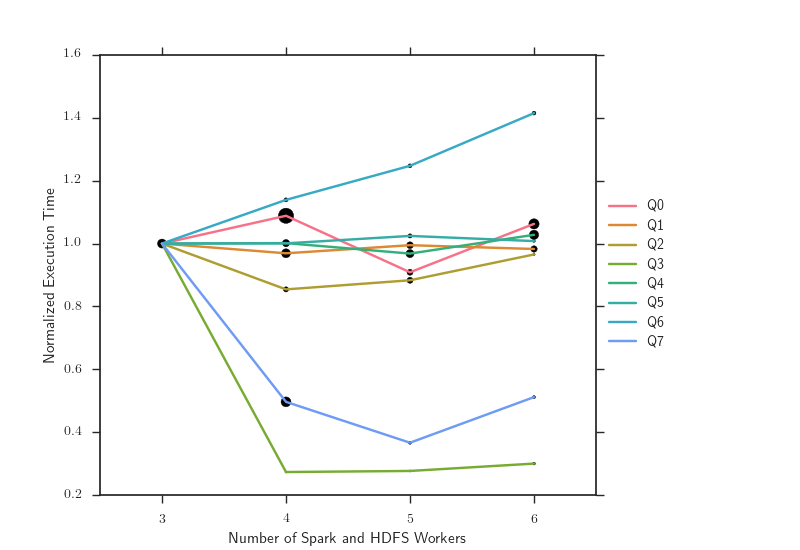 1.6
1.4
1.2
1.0
0.8
0.6
0.4
0.2
Normalized Execution Time
3 4 5 6
Number of Spark and HDFS Workers
Q0
Q1
Q2
Q3
Q4
Q5
Q6
Q7